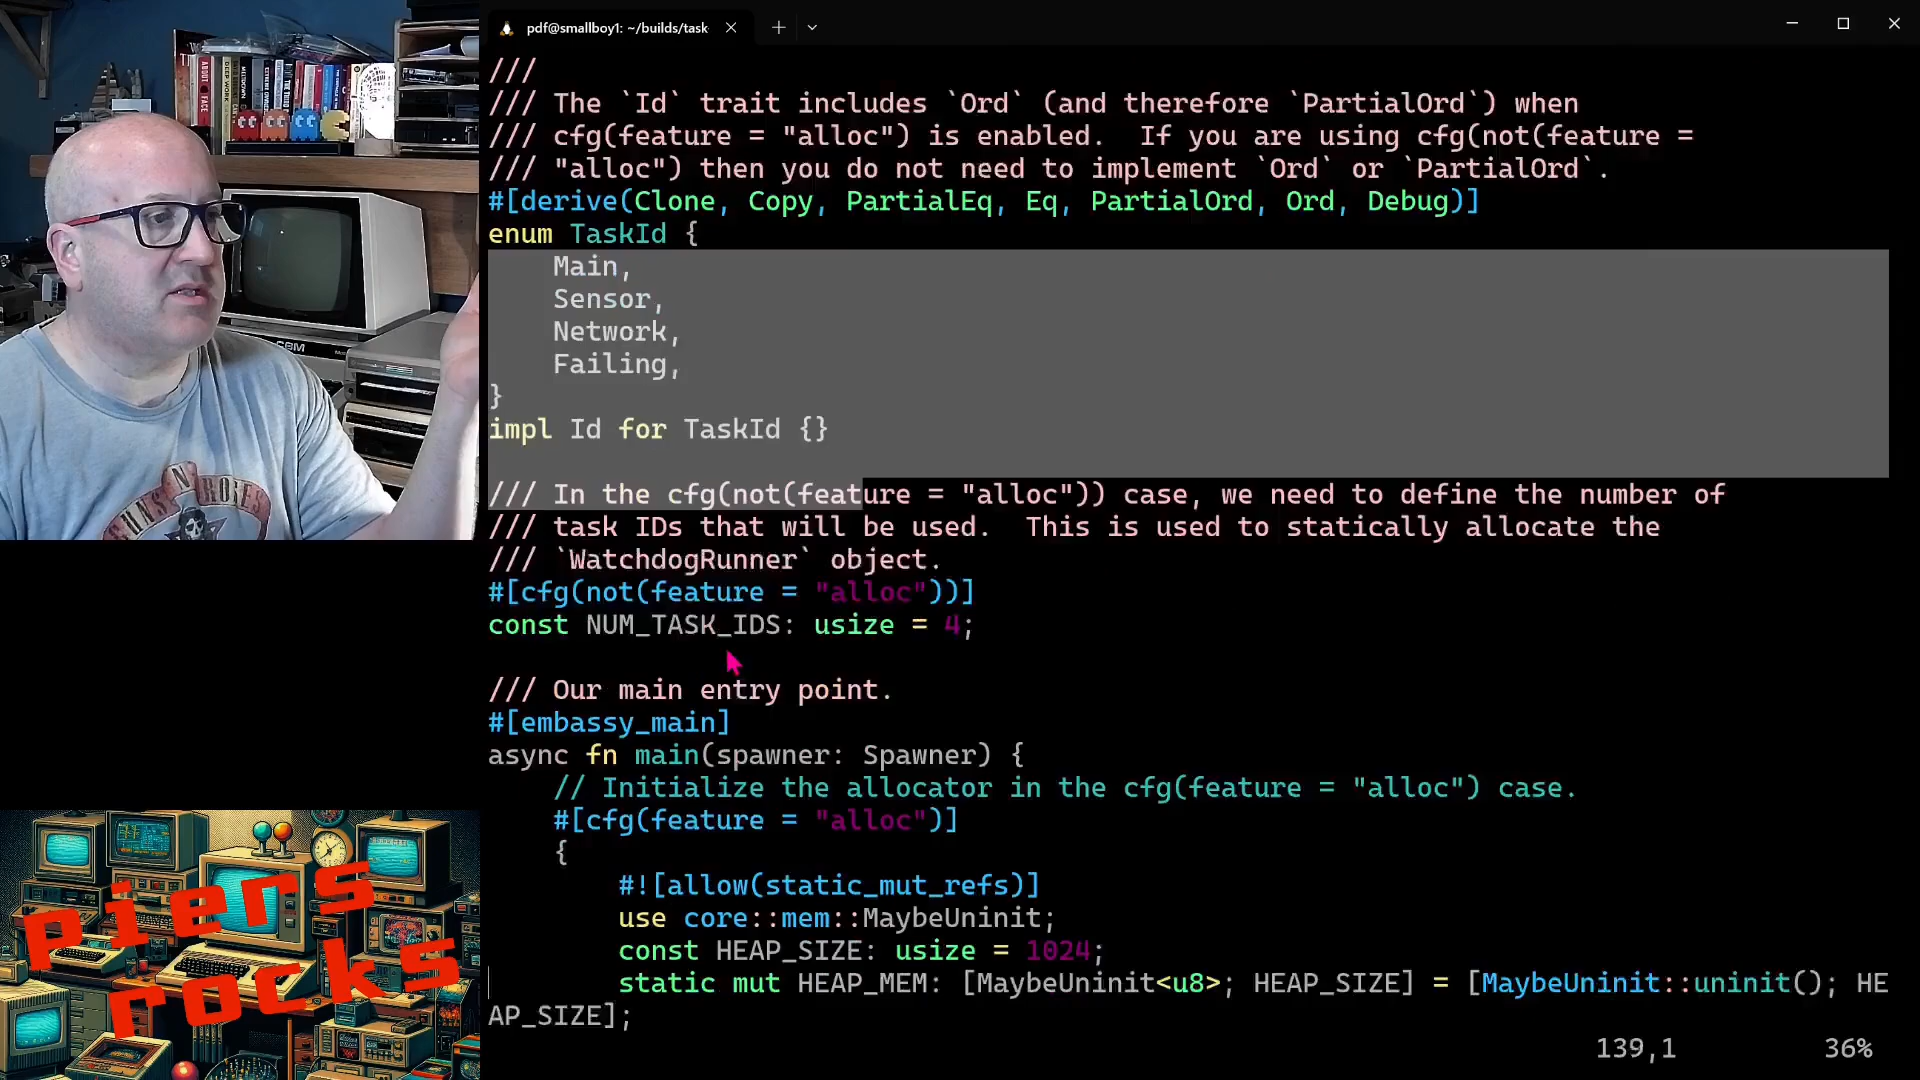 pdf@smallboy1: ~/builds/task
///
/// The `Id` trait includes `Ord` (and therefore `PartialOrd`) when
/// cfg(feature = "alloc") is enabled.  If you are using cfg(not(feature =
/// "alloc") then you do not need to implement `Ord` or `PartialOrd`.
#[derive(Clone, Copy, PartialEq, Eq, PartialOrd, Ord, Debug)]
enum TaskId {
    Main,
    Sensor,
    Network,
    Failing,
}
impl Id for TaskId {}
/// In the cfg(not(feature = "alloc")) case, we need to define the number of
/// task IDs that will be used.  This is used to statically allocate the
/// `WatchdogRunner` object.
#[cfg(not(feature = "alloc"))]
const NUM_TASK_IDS: usize = 4;
/// Our main entry point.
#[embassy_main]
async fn main(spawner: Spawner) {
    // Initialize the allocator in the cfg(feature = "alloc") case.
    #[cfg(feature = "alloc")]
    {
        #![allow(static_mut_refs)]
        use core::mem::MaybeUninit;
        const HEAP_SIZE: usize = 1024;
        static mut HEAP_MEM: [MaybeUninit<u8>; HEAP_SIZE] = [MaybeUninit::uninit(); HE
AP_SIZE];
139,1
36%
ABOUT FACE
DEEP WORK
CBM
GUNS N ROSES
piers
rocks